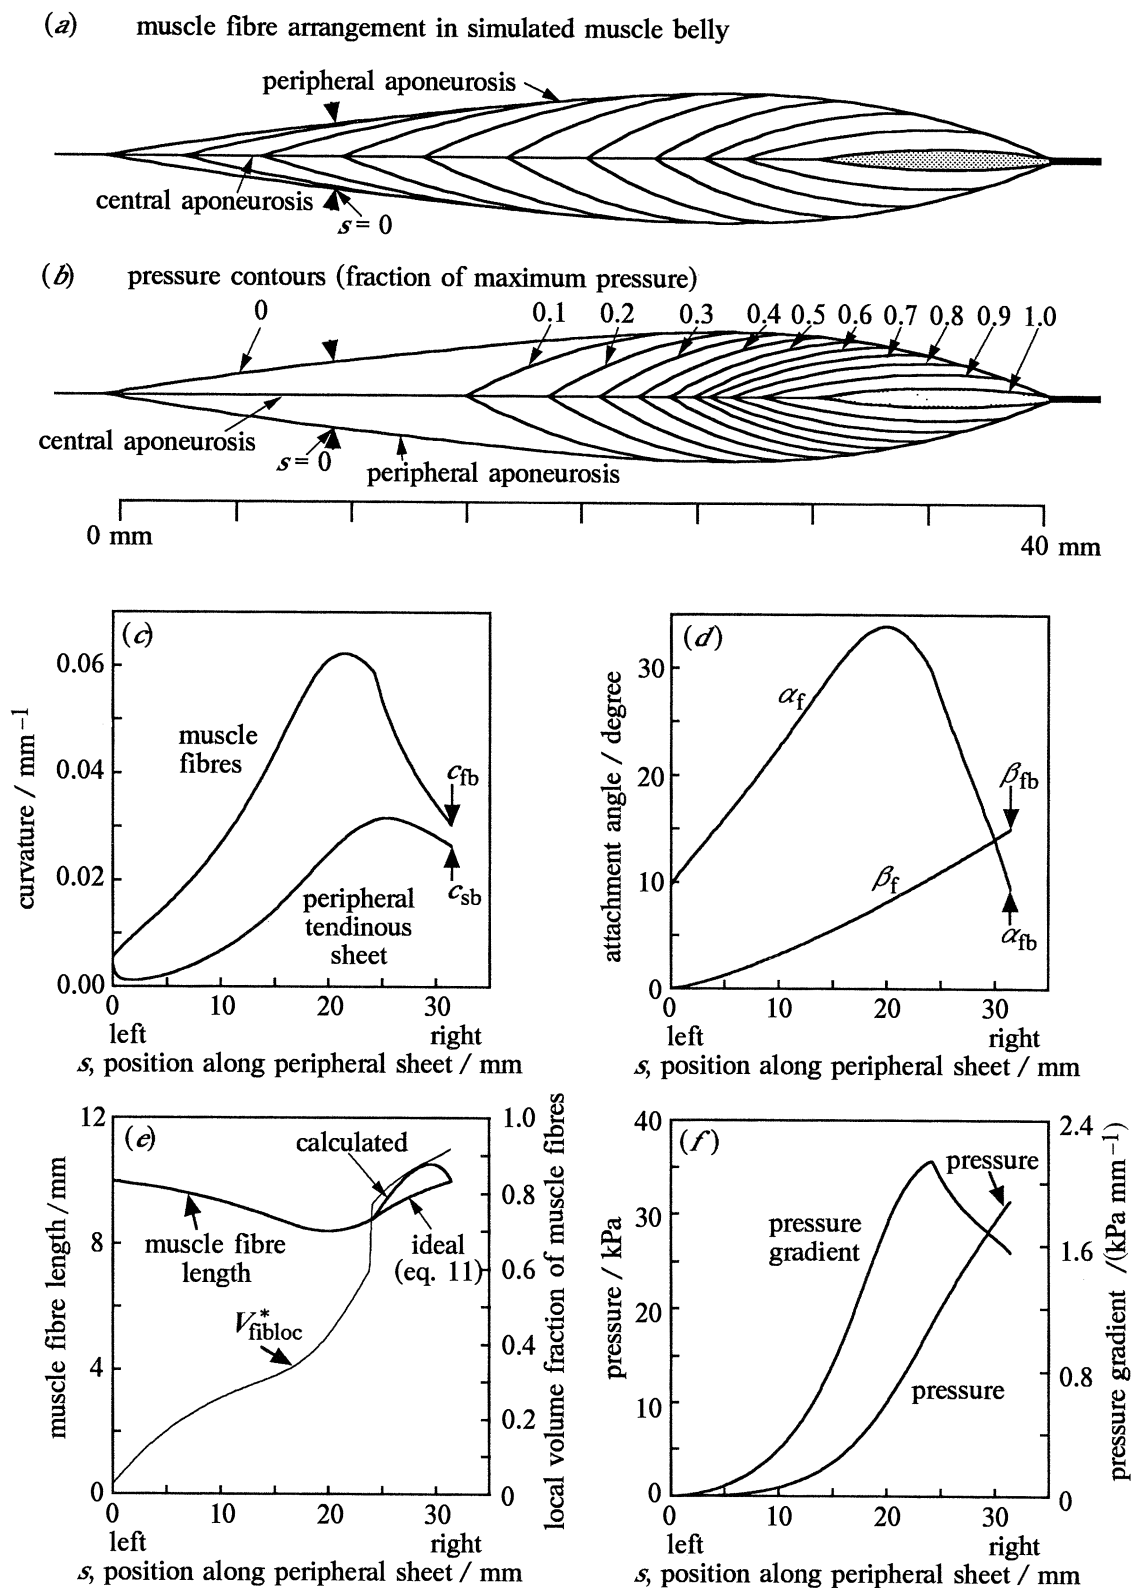 (a) muscle fibre arrangement in simulated muscle belly
peripheral aponeurosis
central aponeurosis
s = 0
(b) pressure contours (fraction of maximum pressure)
0 0.1 0.2 0.3 0.4 0.5 0.6 0.7 0.8 0.9 1.0
central aponeurosis
s = 0
peripheral aponeurosis
0 mm 40 mm
(c)
curvature / mm⁻¹
0.06
0.04
0.02
0.00
muscle
fibres
c_fb
c_sb
peripheral
tendinous
sheet
0 10 20 30
left right
s, position along peripheral sheet / mm
(d)
attachment angle / degree
30
20
10
0
α_f
β_fb
β_f
α_fb
0 10 20 30
left right
s, position along peripheral sheet / mm
(e)
muscle fibre length / mm
12
8
4
0
calculated
muscle fibre
length
ideal
(eq. 11)
V*_fibloc
1.0
0.8
0.6
0.4
0.2
0
local volume fraction of muscle fibres
0 10 20 30
left right
s, position along peripheral sheet / mm
(f)
pressure / kPa
40
30
20
10
0
pressure
pressure
gradient
pressure
2.4
1.6
0.8
0
pressure gradient /(kPa mm⁻¹)
0 10 20 30
left right
s, position along peripheral sheet / mm